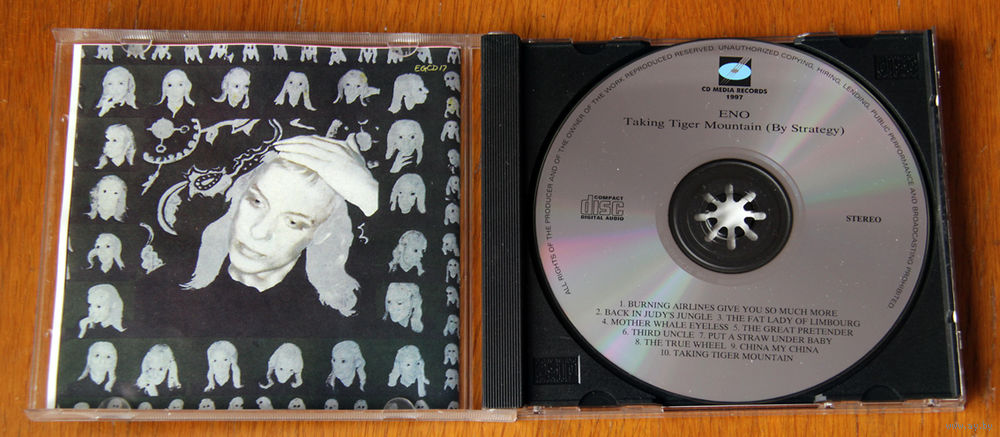 EGCD 17
ALL RIGHTS OF THE PRODUCER AND OF THE OWNER OF THE WORK REPRODUCED RESERVED. UNAUTHORIZED COPYING, HIRING, LENDING, PUBLIC PERFORMANCE AND BROADCASTING PROHIBITED
CD MEDIA RECORDS
1997
ENO
Taking Tiger Mountain (By Strategy)
COMPACT
disc
DIGITAL AUDIO
STEREO
1. BURNING AIRLINES GIVE YOU SO MUCH MORE
2. BACK IN JUDY'S JUNGLE 3. THE FAT LADY OF LIMBOURG
4. MOTHER WHALE EYELESS 5. THE GREAT PRETENDER
6. THIRD UNCLE 7. PUT A STRAW UNDER BABY
8. THE TRUE WHEEL 9. CHINA MY CHINA
10. TAKING TIGER MOUNTAIN